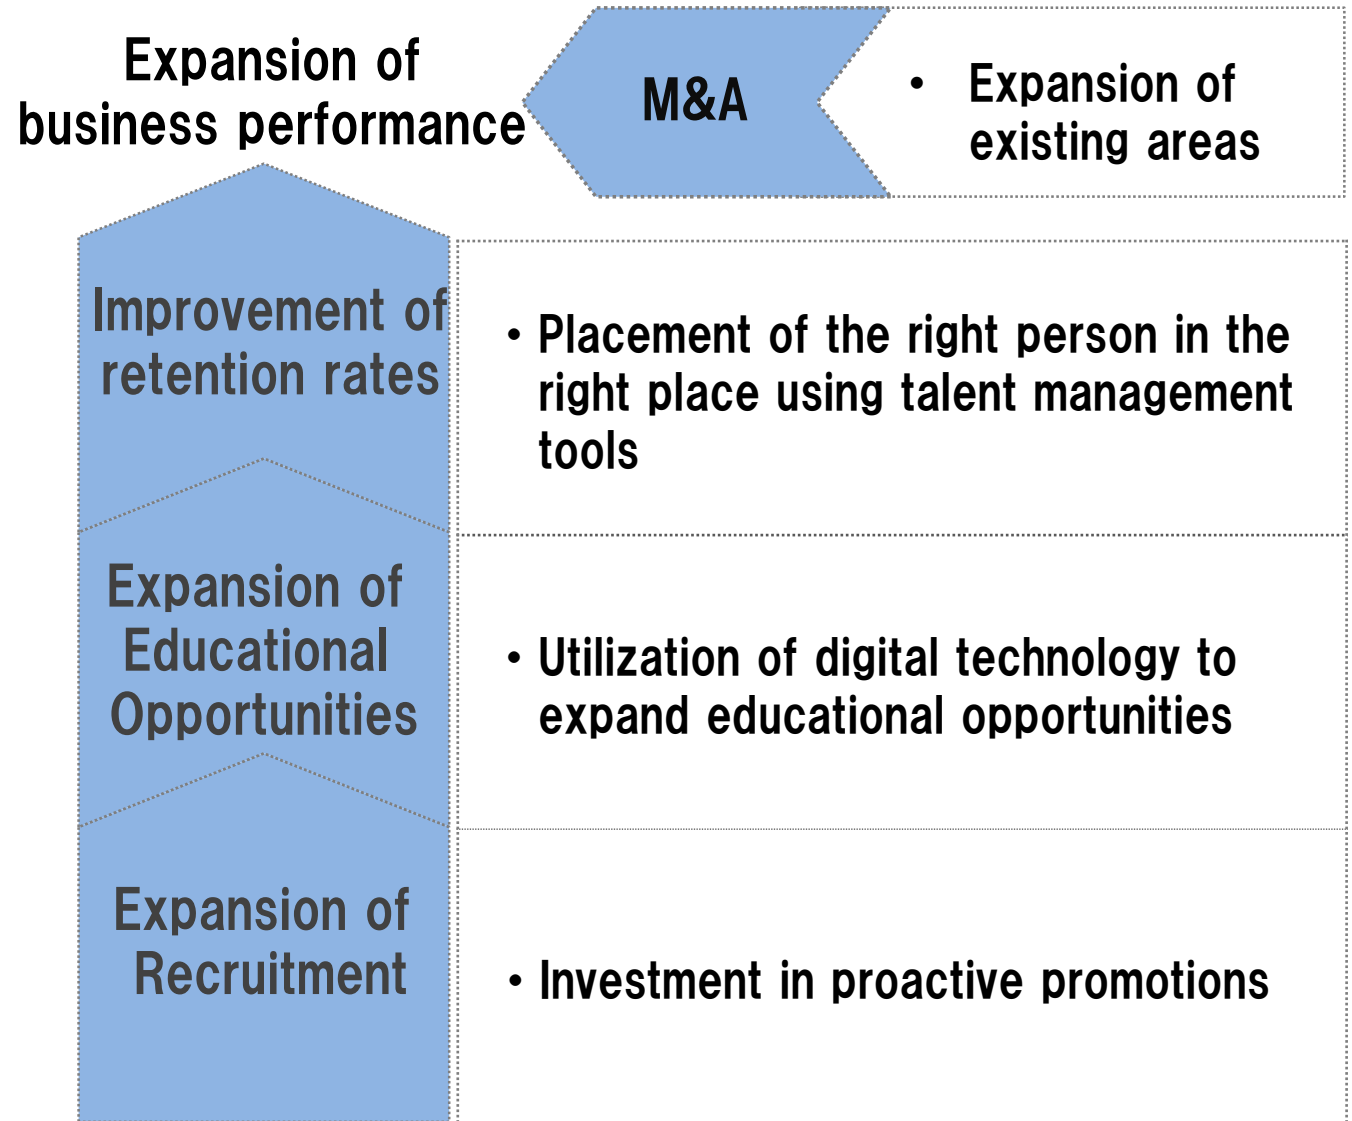 Expansion of
business performance
M&A
• Expansion of
existing areas
Improvement of
retention rates
• Placement of the right person in the
right place using talent management
tools
Expansion of
Educational
Opportunities
• Utilization of digital technology to
expand educational opportunities
Expansion of
Recruitment
• Investment in proactive promotions